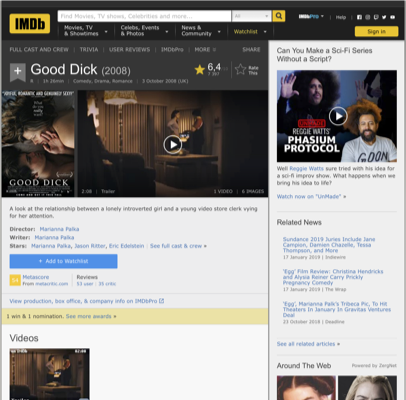 IMDb
Find Movies, TV shows, Celebrities and more...
All
Movies, TV & Showtimes
Celebs, Events & Photos
News & Community
Watchlist
IMDbPro
Help
Sign in
FULL CAST AND CREW | TRIVIA | USER REVIEWS | IMDbPro | MORE
SHARE
Good Dick (2008)
6,4
Rate This
R | 1h 26min | Comedy, Drama, Romance | 3 October 2008 (UK)
GOOD DICK
2:08 | Trailer
1 VIDEO | 6 IMAGES
A look at the relationship between a lonely introverted girl and a young video store clerk vying
for her attention.
Director: Marianna Palka
Writer: Marianna Palka
Stars: Marianna Palka, Jason Ritter, Eric Edelstein | See full cast & crew »
+ Add to Watchlist
Metascore
From metacritic.com
Reviews
53 user | 35 critic
View production, box office, & company info on IMDbPro
1 win & 1 nomination. See more awards »
Videos
Can You Make a Sci-Fi Series
Without a Script?
REGGIE WATTS'
PHASIUM
PROTOCOL
Well Reggie Watts sure tried with his idea for
a sci-fi improv show. What happens when we
bring his idea to life?
Watch now on "UnMade" »
Related News
Sundance 2019 Juries Include Jane
Campion, Damien Chazelle, Tessa
Thompson, and More
17 January 2019 | Indiewire
'Egg' Film Review: Christina Hendricks
and Alysia Reiner Carry Prickly
Pregnancy Comedy
17 January 2019 | The Wrap
'Egg', Marianna Palka's Tribeca Pic, To Hit
Theaters In January In Gravitas Ventures
Deal
23 October 2018 | Deadline
See all related articles »
Around The Web
Powered by ZergNet